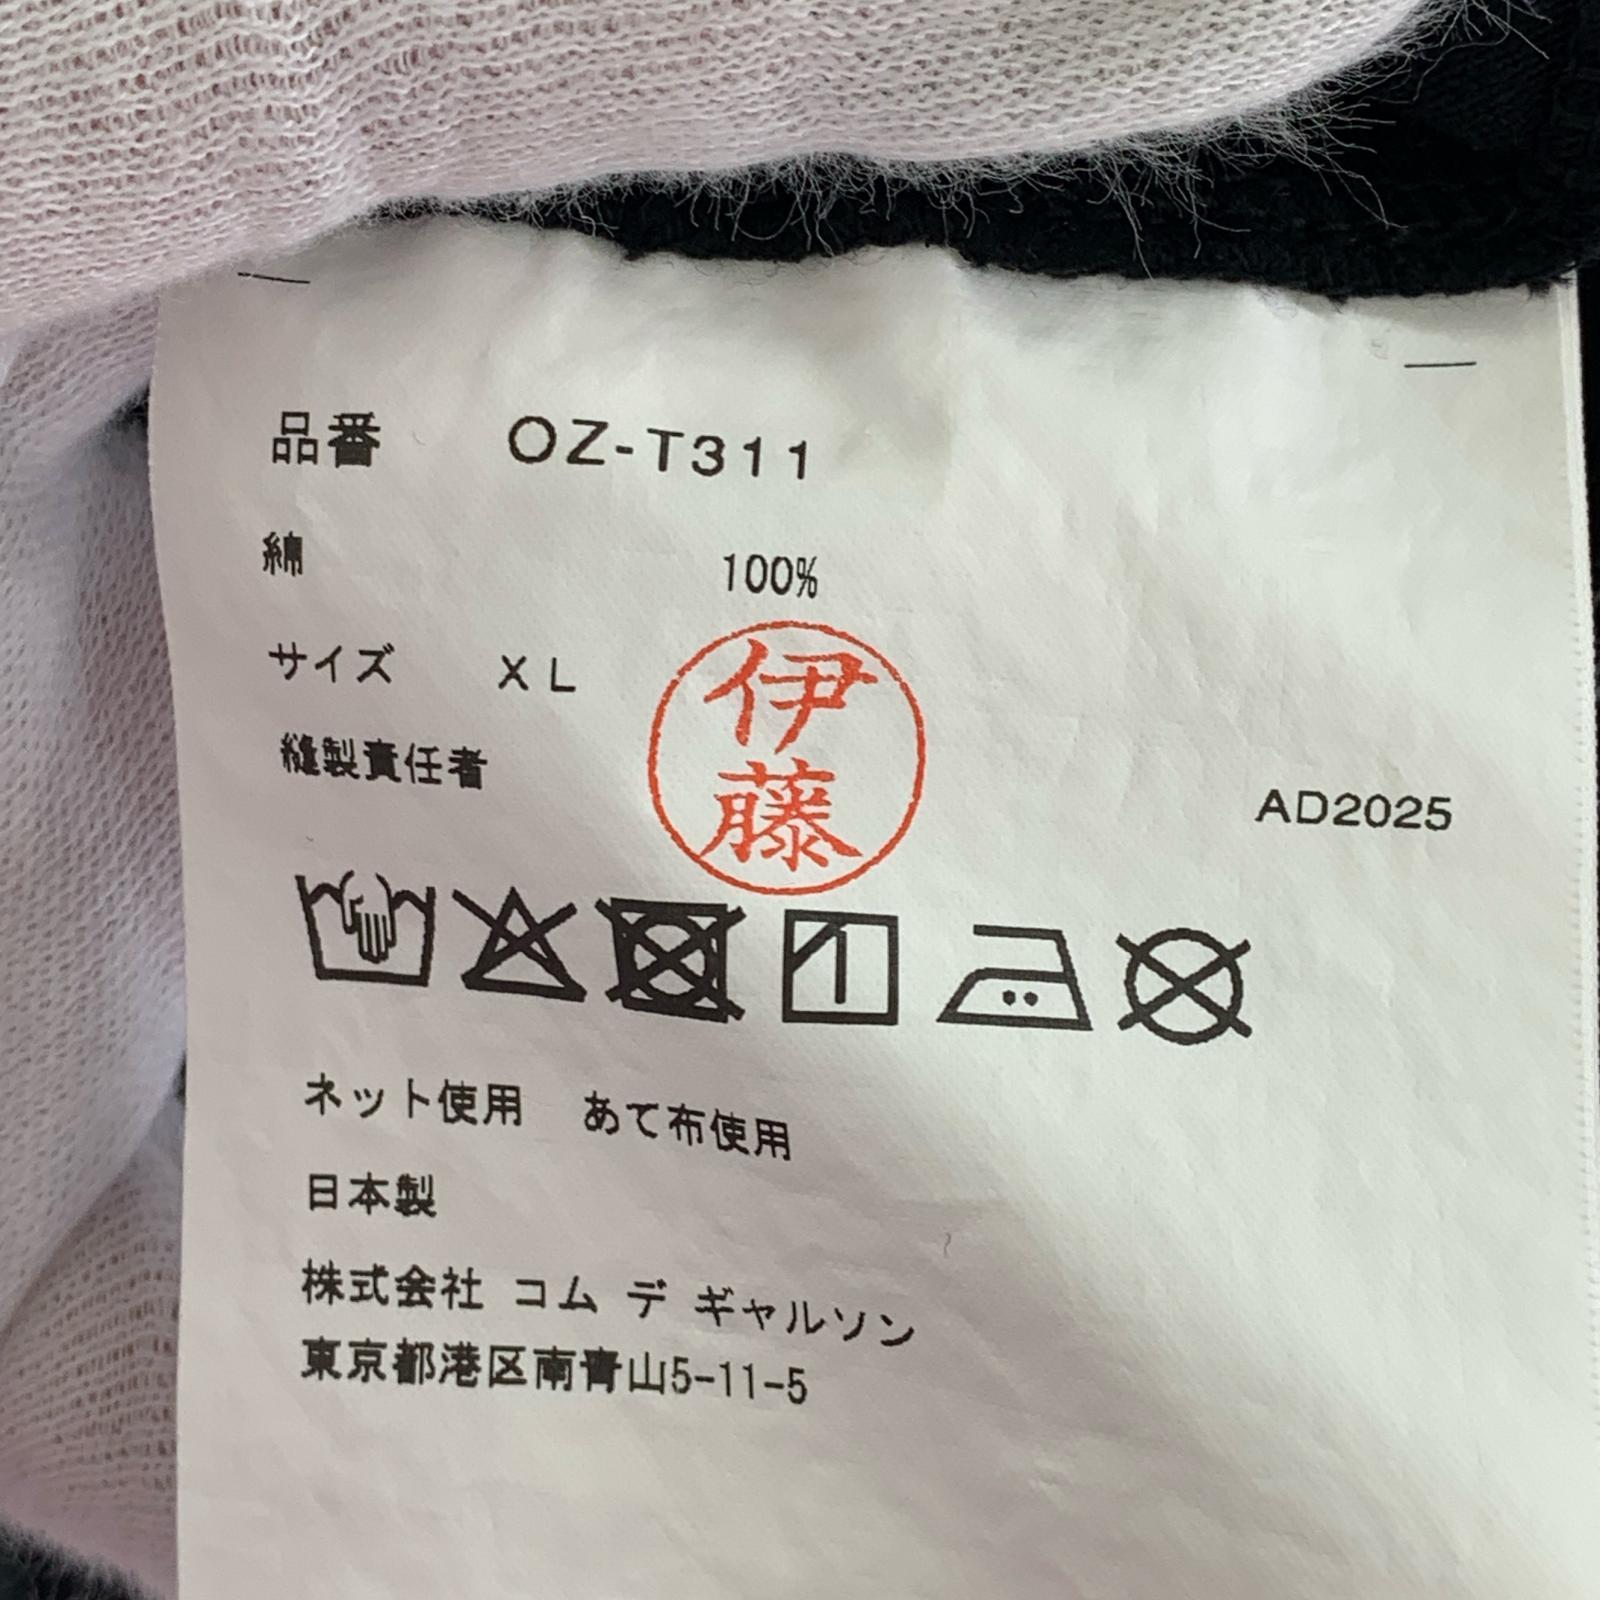 品番 OZ-T311
綿 100%
サイズ XL
縫製責任者 伊藤
AD2025
ネット使用 あて布使用
日本製
株式会社 コム デ ギャルソン
東京都港区南青山5-11-5